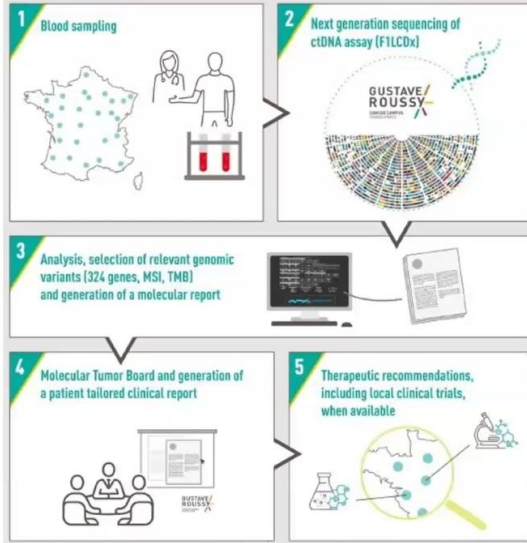 1
Blood sampling
2
Next generation sequencing of
ctDNA assay (F1LCDx)
GUSTAVE
ROUSSY
CANCER CAMPUS
3
Analysis, selection of relevant genomic
variants (324 genes, MSI, TMB)
and generation of a molecular report
4
Molecular Tumor Board and generation of
a patient tailored clinical report
GUSTAVE
ROUSSY
5
Therapeutic recommendations,
including local clinical trials,
when available